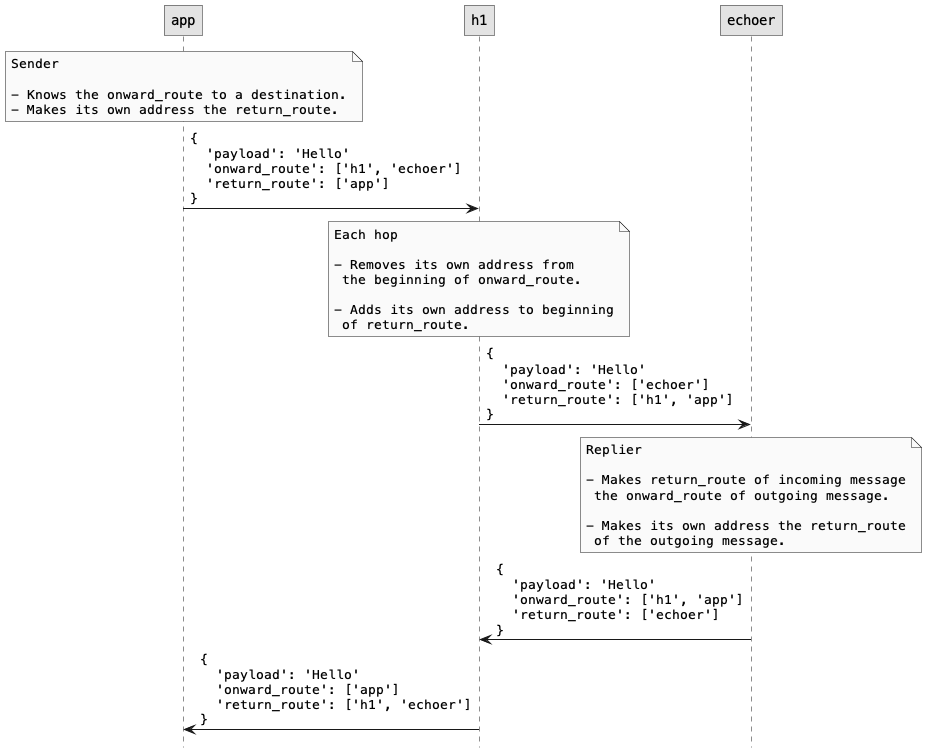 app h1 echoer
Sender
- Knows the onward_route to a destination.
- Makes its own address the return_route.
{
'payload': 'Hello'
'onward_route': ['h1', 'echoer']
'return_route': ['app']
}
Each hop
- Removes its own address from
the beginning of onward_route.
- Adds its own address to beginning
of return_route.
{
'payload': 'Hello'
'onward_route': ['echoer']
'return_route': ['h1', 'app']
}
Replier
- Makes return_route of incoming message
the onward_route of outgoing message.
- Makes its own address the return_route
of the outgoing message.
{
'payload': 'Hello'
'onward_route': ['h1', 'app']
'return_route': ['echoer']
}
{
'payload': 'Hello'
'onward_route': ['app']
'return_route': ['h1', 'echoer']
}